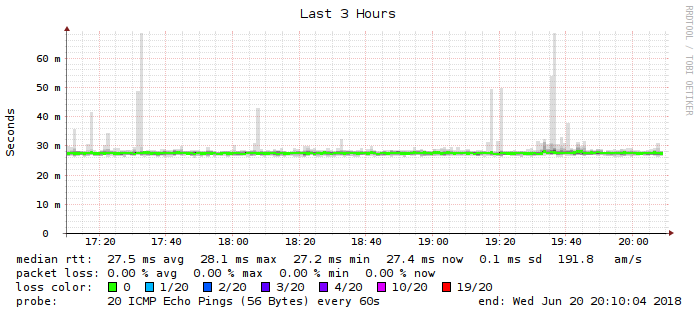 Last 3 Hours
RRDTOOL / TOBI OETIKER
Seconds
60 m
50 m
40 m
30 m
20 m
10 m
0
17:20 17:40 18:00 18:20 18:40 19:00 19:20 19:40 20:00
median rtt: 27.5 ms avg 28.1 ms max 27.2 ms min 27.4 ms now 0.1 ms sd 191.8 am/s
packet loss: 0.00 % avg 0.00 % max 0.00 % min 0.00 % now
loss color: 0 1/20 2/20 3/20 4/20 10/20 19/20
probe: 20 ICMP Echo Pings (56 Bytes) every 60s end: Wed Jun 20 20:10:04 2018